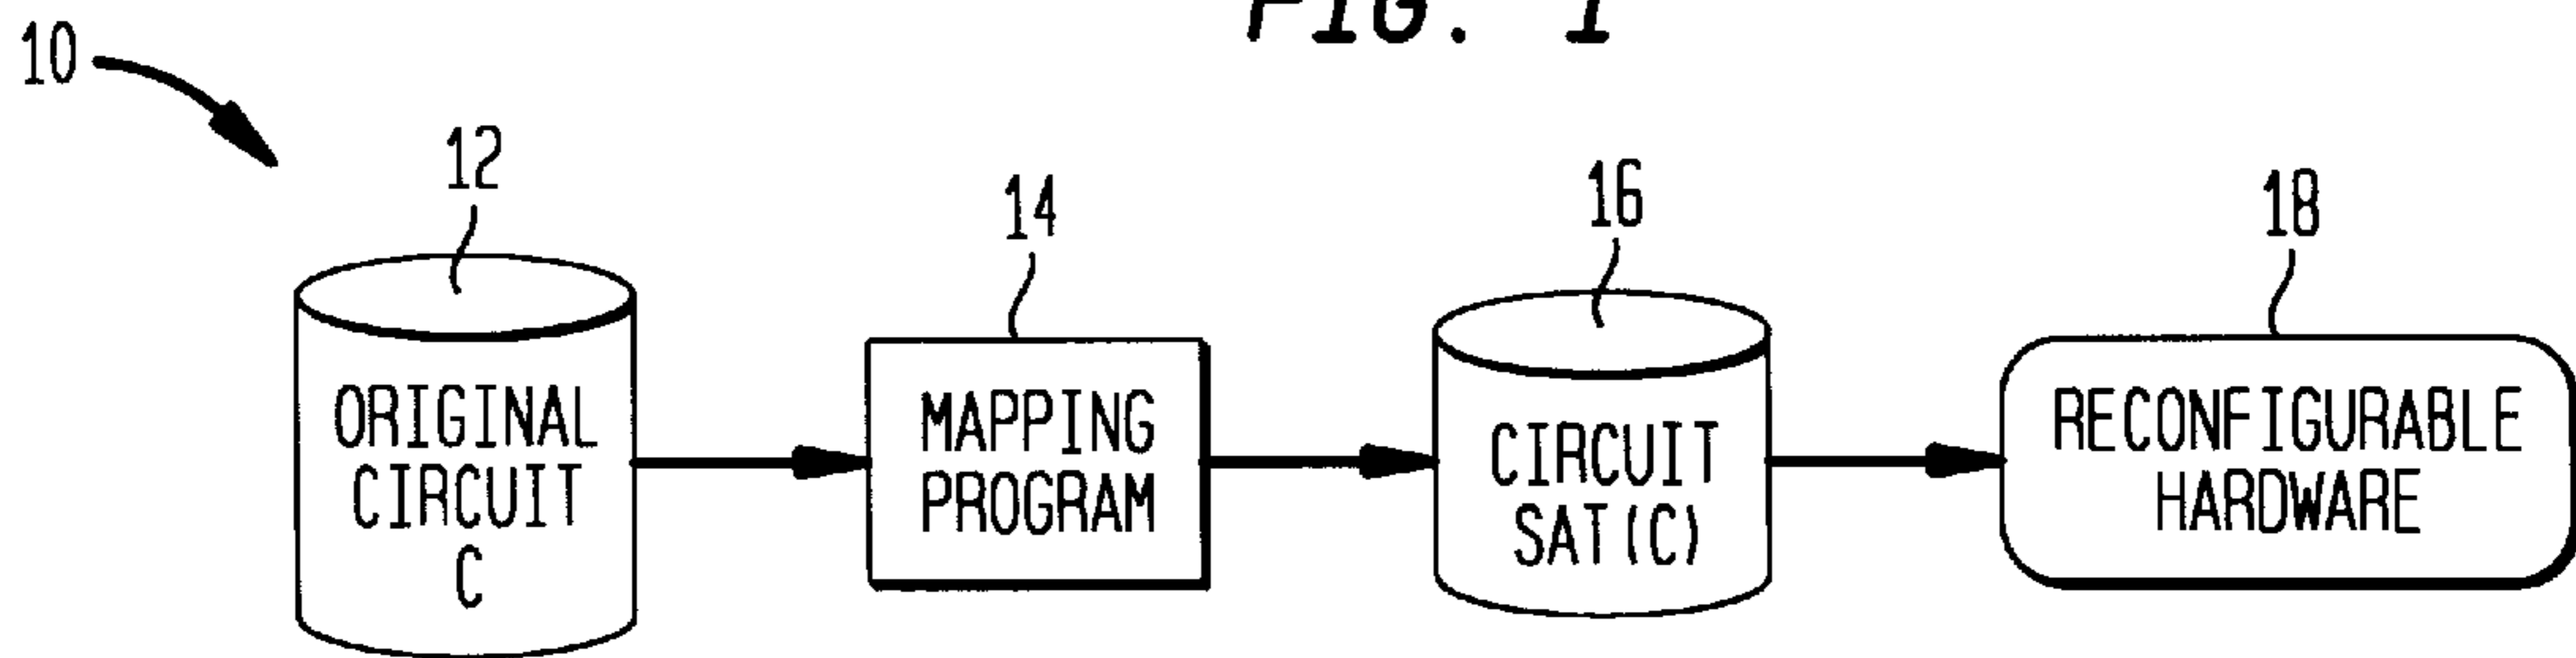 FIG. 1
10
12
14
16
18
ORIGINAL
CIRCUIT
C
MAPPING
PROGRAM
CIRCUIT
SAT(C)
RECONFIGURABLE
HARDWARE